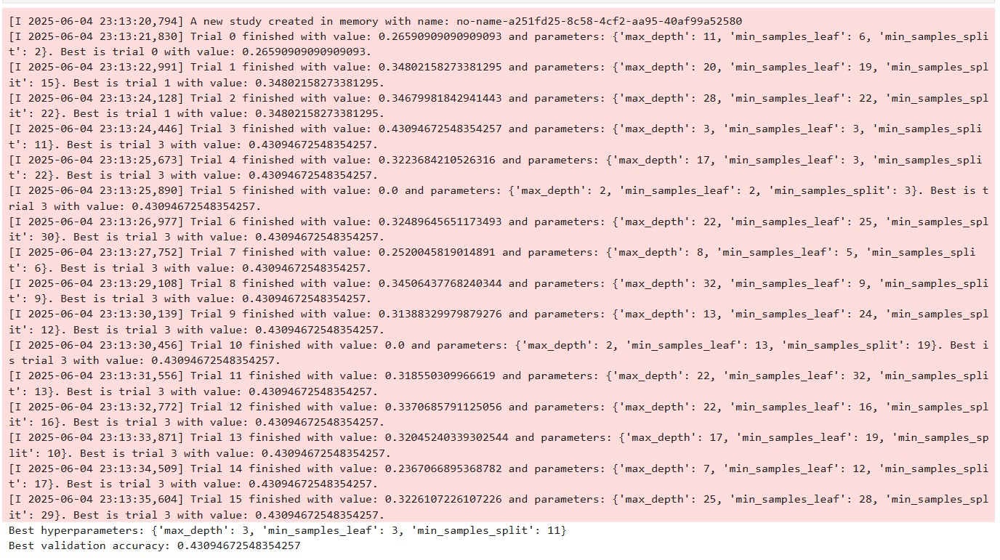 [I 2025-06-04 23:13:20,794] A new study created in memory with name: no-name-a251fd25-8c58-4cf2-aa95-40af99a52580
[I 2025-06-04 23:13:21,830] Trial 0 finished with value: 0.26590909090909093 and parameters: {'max_depth': 11, 'min_samples_leaf': 6, 'min_samples_spli
t': 2}. Best is trial 0 with value: 0.26590909090909093.
[I 2025-06-04 23:13:22,991] Trial 1 finished with value: 0.34802158273381295 and parameters: {'max_depth': 20, 'min_samples_leaf': 19, 'min_samples_spl
it': 15}. Best is trial 1 with value: 0.34802158273381295.
[I 2025-06-04 23:13:24,128] Trial 2 finished with value: 0.34679981842941443 and parameters: {'max_depth': 28, 'min_samples_leaf': 22, 'min_samples_spl
it': 22}. Best is trial 1 with value: 0.34802158273381295.
[I 2025-06-04 23:13:24,446] Trial 3 finished with value: 0.43094672548354257 and parameters: {'max_depth': 3, 'min_samples_leaf': 3, 'min_samples_spli
t': 11}. Best is trial 3 with value: 0.43094672548354257.
[I 2025-06-04 23:13:25,673] Trial 4 finished with value: 0.3223684210526316 and parameters: {'max_depth': 17, 'min_samples_leaf': 3, 'min_samples_spli
t': 22}. Best is trial 3 with value: 0.43094672548354257.
[I 2025-06-04 23:13:25,890] Trial 5 finished with value: 0.0 and parameters: {'max_depth': 2, 'min_samples_leaf': 2, 'min_samples_split': 3}. Best is t
rial 3 with value: 0.43094672548354257.
[I 2025-06-04 23:13:26,977] Trial 6 finished with value: 0.32489645651173493 and parameters: {'max_depth': 22, 'min_samples_leaf': 25, 'min_samples_spl
it': 30}. Best is trial 3 with value: 0.43094672548354257.
[I 2025-06-04 23:13:27,752] Trial 7 finished with value: 0.2520045819014891 and parameters: {'max_depth': 8, 'min_samples_leaf': 5, 'min_samples_spli
t': 6}. Best is trial 3 with value: 0.43094672548354257.
[I 2025-06-04 23:13:29,108] Trial 8 finished with value: 0.34506437768240344 and parameters: {'max_depth': 32, 'min_samples_leaf': 9, 'min_samples_spli
t': 9}. Best is trial 3 with value: 0.43094672548354257.
[I 2025-06-04 23:13:30,139] Trial 9 finished with value: 0.31388329979879276 and parameters: {'max_depth': 13, 'min_samples_leaf': 24, 'min_samples_spl
it': 12}. Best is trial 3 with value: 0.43094672548354257.
[I 2025-06-04 23:13:30,456] Trial 10 finished with value: 0.0 and parameters: {'max_depth': 2, 'min_samples_leaf': 13, 'min_samples_split': 19}. Best i
s trial 3 with value: 0.43094672548354257.
[I 2025-06-04 23:13:31,556] Trial 11 finished with value: 0.318550309966619 and parameters: {'max_depth': 22, 'min_samples_leaf': 32, 'min_samples_spli
t': 13}. Best is trial 3 with value: 0.43094672548354257.
[I 2025-06-04 23:13:32,772] Trial 12 finished with value: 0.3370685791125056 and parameters: {'max_depth': 22, 'min_samples_leaf': 16, 'min_samples_spl
it': 16}. Best is trial 3 with value: 0.43094672548354257.
[I 2025-06-04 23:13:33,871] Trial 13 finished with value: 0.32045240339302544 and parameters: {'max_depth': 17, 'min_samples_leaf': 19, 'min_samples_sp
lit': 10}. Best is trial 3 with value: 0.43094672548354257.
[I 2025-06-04 23:13:34,509] Trial 14 finished with value: 0.2367066895368782 and parameters: {'max_depth': 7, 'min_samples_leaf': 12, 'min_samples_spli
t': 17}. Best is trial 3 with value: 0.43094672548354257.
[I 2025-06-04 23:13:35,604] Trial 15 finished with value: 0.3226107226107226 and parameters: {'max_depth': 25, 'min_samples_leaf': 28, 'min_samples_spl
it': 29}. Best is trial 3 with value: 0.43094672548354257.
Best hyperparameters: {'max_depth': 3, 'min_samples_leaf': 3, 'min_samples_split': 11}
Best validation accuracy: 0.43094672548354257